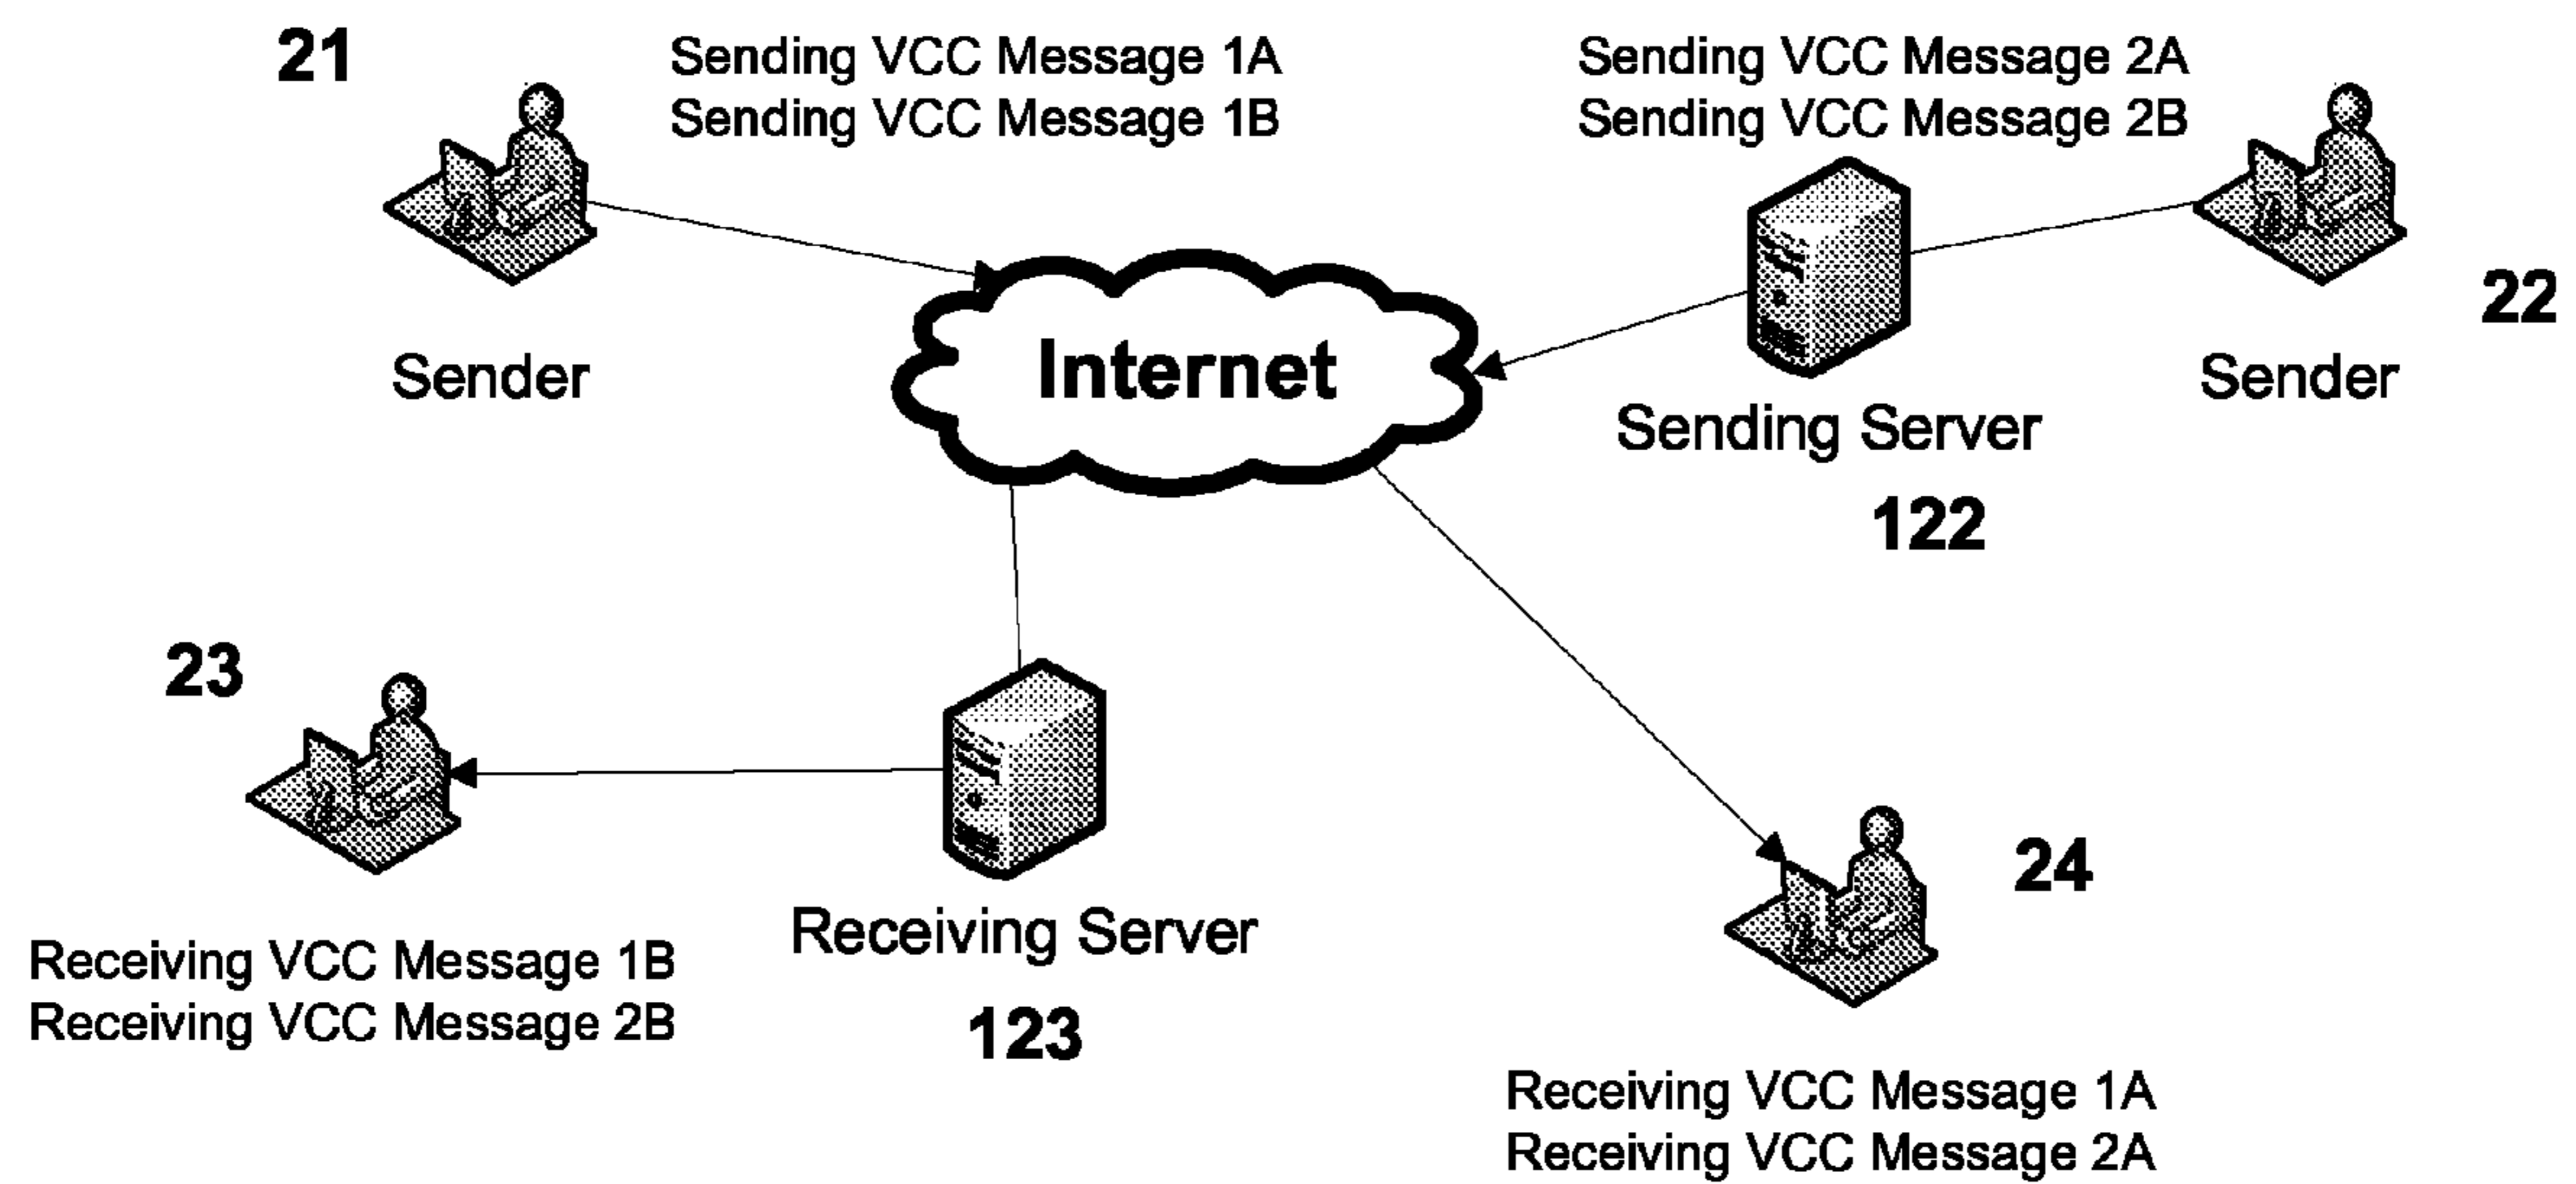 21
Sending VCC Message 1A
Sending VCC Message 1B
Sending VCC Message 2A
Sending VCC Message 2B
22
Sender
Internet
Sender
Sending Server
122
23
24
Receiving Server
Receiving VCC Message 1B
Receiving VCC Message 2B
123
Receiving VCC Message 1A
Receiving VCC Message 2A